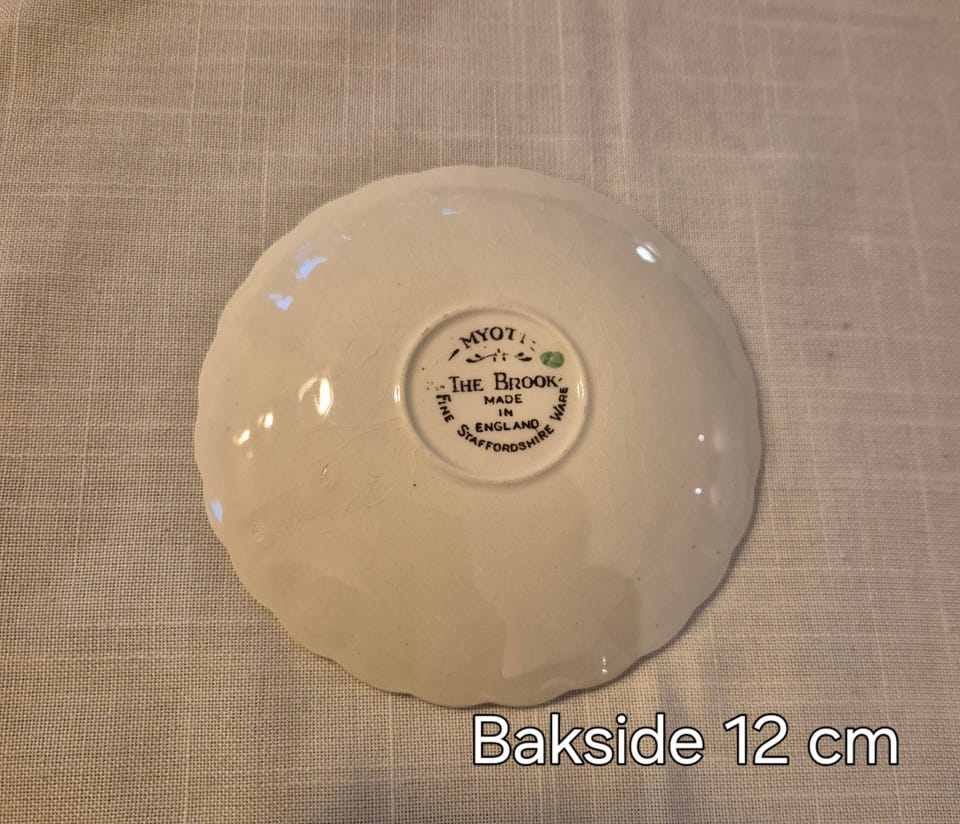 MYOTT
THE BROOK
MADE
IN
ENGLAND
FINE STAFFORDSHIRE WARE
Bakside 12 cm